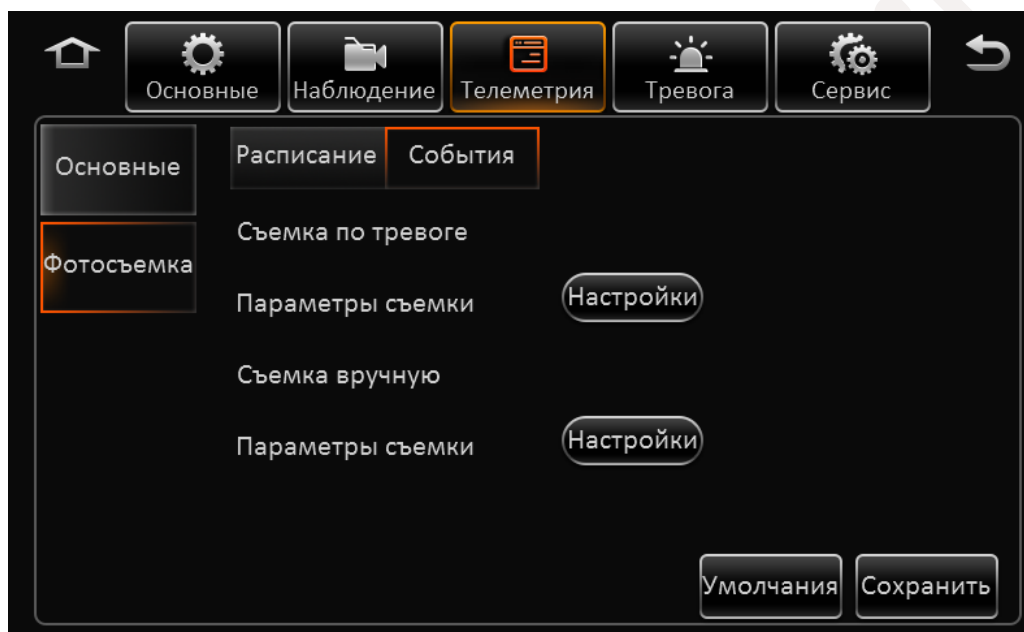 Основные
Наблюдение
Телеметрия
Тревога
Сервис
Основные
Фотосъемка
Расписание
События
Съемка по тревоге
Параметры съемки
Настройки
Съемка вручную
Параметры съемки
Настройки
Умолчания
Сохранить